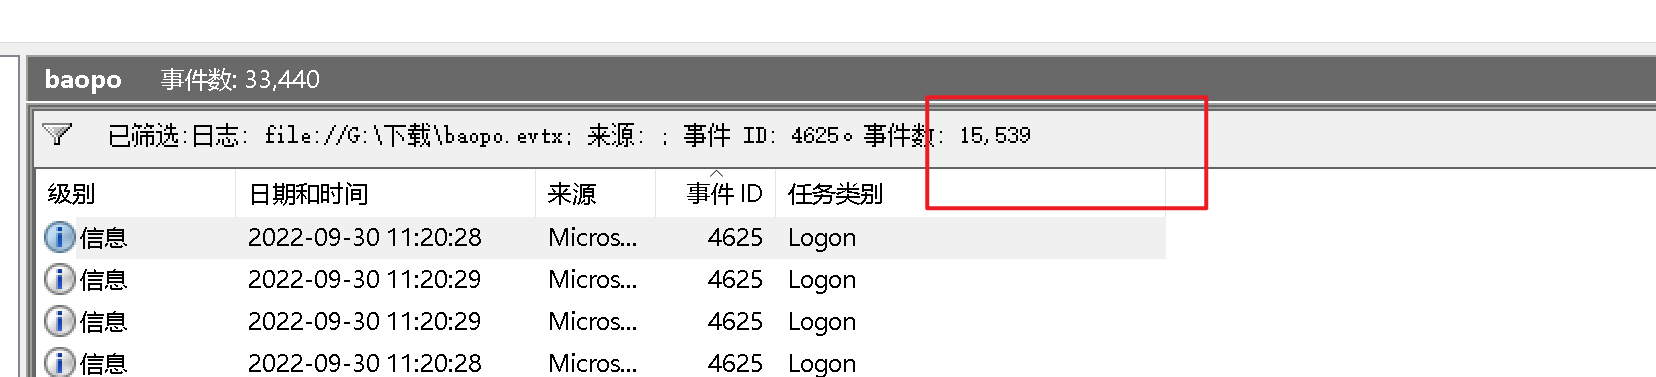 baopo 事件数: 33,440
已筛选:日志: file://G:\下载\baopo.evtx; 来源: ; 事件 ID: 4625。事件数: 15,539
级别 日期和时间 来源 事件 ID 任务类别
信息 2022-09-30 11:20:28 Micros... 4625 Logon
信息 2022-09-30 11:20:29 Micros... 4625 Logon
信息 2022-09-30 11:20:29 Micros... 4625 Logon
信息 2022-09-30 11:20:28 Micros... 4625 Logon